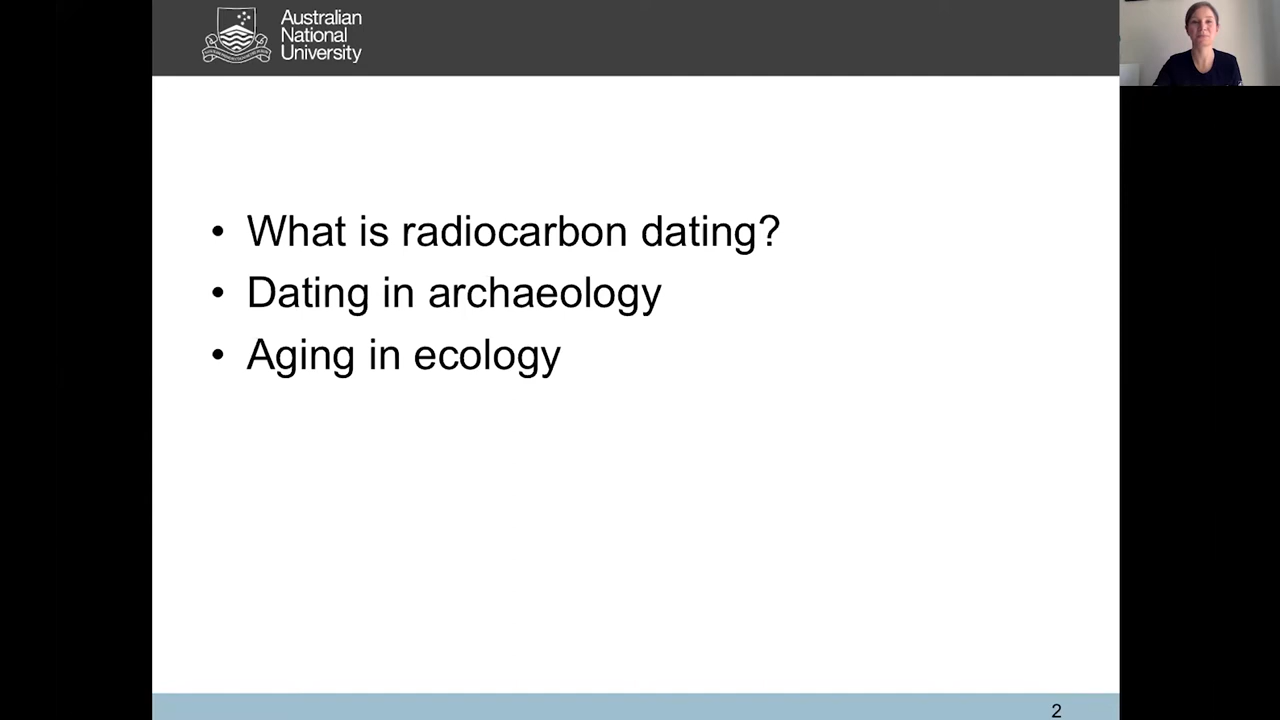 Australian
National
University
• What is radiocarbon dating?
• Dating in archaeology
• Aging in ecology
2